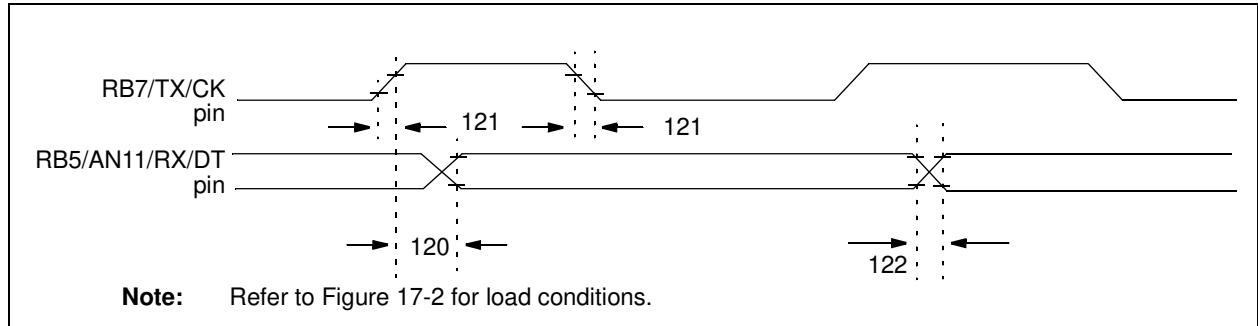 RB7/TX/CK
pin
121
121
RB5/AN11/RX/DT
pin
120
122
Note: Refer to Figure 17-2 for load conditions.